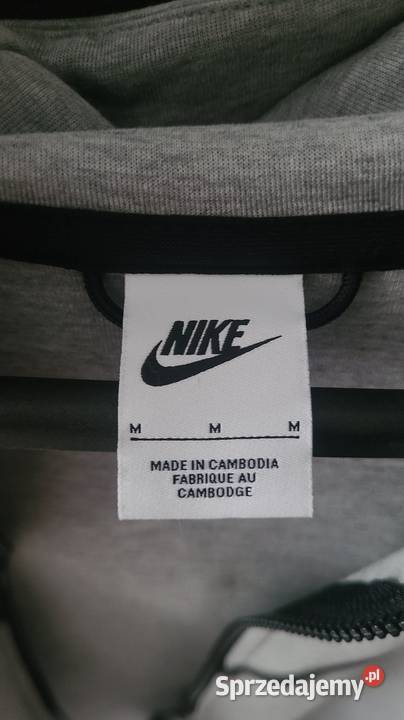 NIKE
M M M
MADE IN CAMBODIA
FABRIQUE AU
CAMBODGE
Sprzedajemy.pl